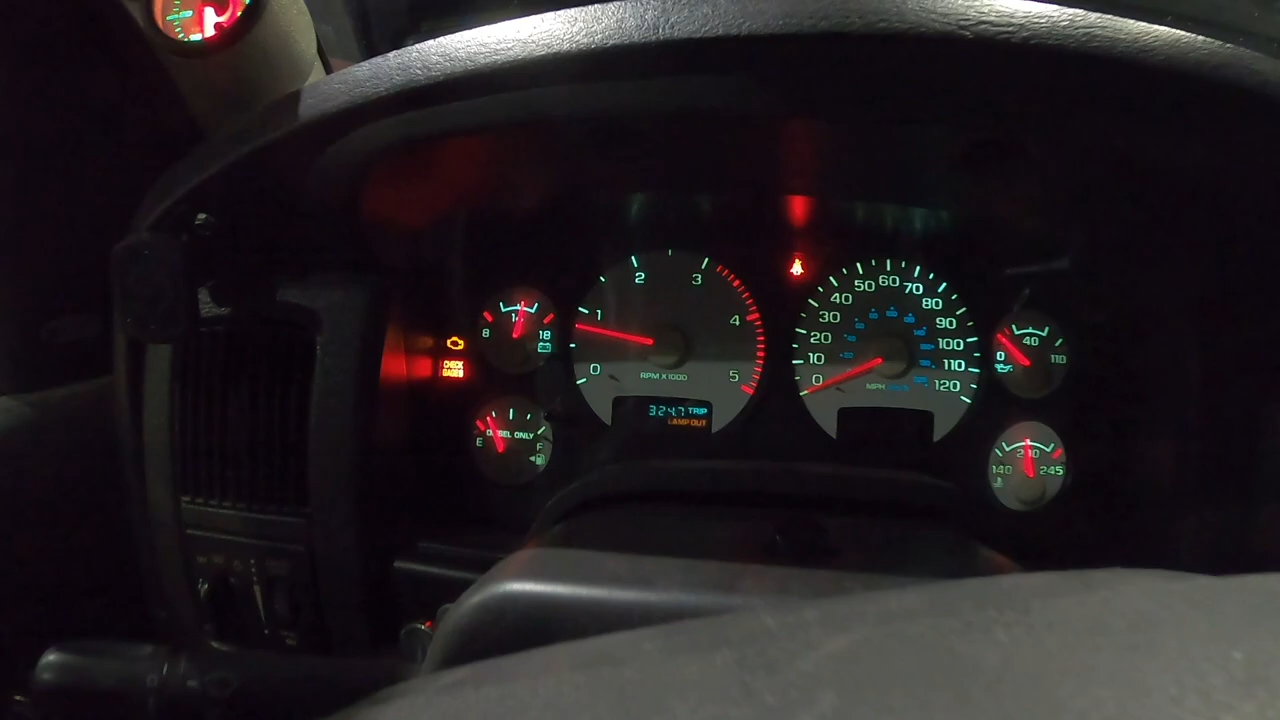 8 14 18
CHECK
GAGES
E DIESEL ONLY F
0 1 2 3 4 5
RPM X1000
324.7 TRIP
LAMP OUT
0 10 20 30 40 50 60 70 80 90 100 110 120
MPH
0 40 110
140 210 245